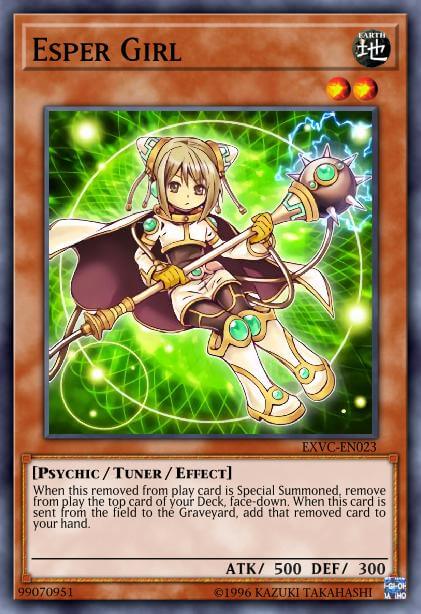 Esper Girl
EARTH
地
EXVC-EN023
[Psychic / Tuner / Effect]
When this removed from play card is Special Summoned, remove
from play the top card of your Deck, face-down. When this card is
sent from the field to the Graveyard, add that removed card to
your hand.
ATK/ 500 DEF/ 300
99070951
©1996 KAZUKI TAKAHASHI